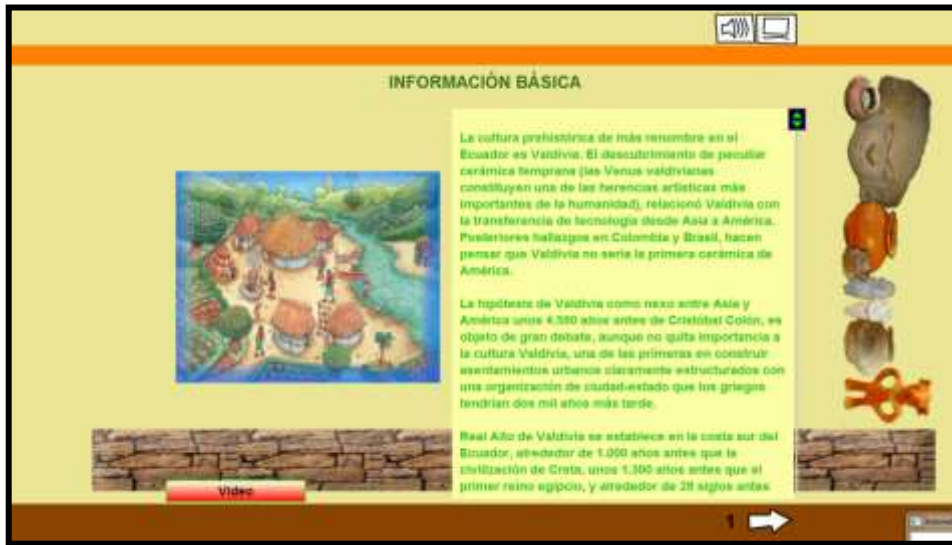 INFORMACIÓN BÁSICA
La cultura prehistórica de más renombre en el
Ecuador es Valdivia. El descubrimiento de peculiar
cerámica temprana (las Venus valdivianas
constituyen una de las herencias artísticas más
importantes de la humanidad), relacionó Valdivia con
la transferencia de tecnología desde Asia a América.
Posteriores hallazgos en Colombia y Brasil, hacen
pensar que Valdivia no sería la primera cerámica de
América.
La hipótesis de Valdivia como nexo entre Asia y
América unos 4.500 años antes de Cristóbal Colón, es
objeto de gran debate, aunque no quita importancia a
la cultura Valdivia, una de las primeras en construir
asentamientos urbanos claramente estructurados con
una organización de ciudad-estado que los griegos
tendrían dos mil años más tarde.
Real Alto de Valdivia se establece en la costa sur del
Ecuador, alrededor de 1.000 años antes que la
civilización de Creta, unos 1.300 años antes que el
primer reino egipcio, y alrededor de 28 siglos antes
Video
1